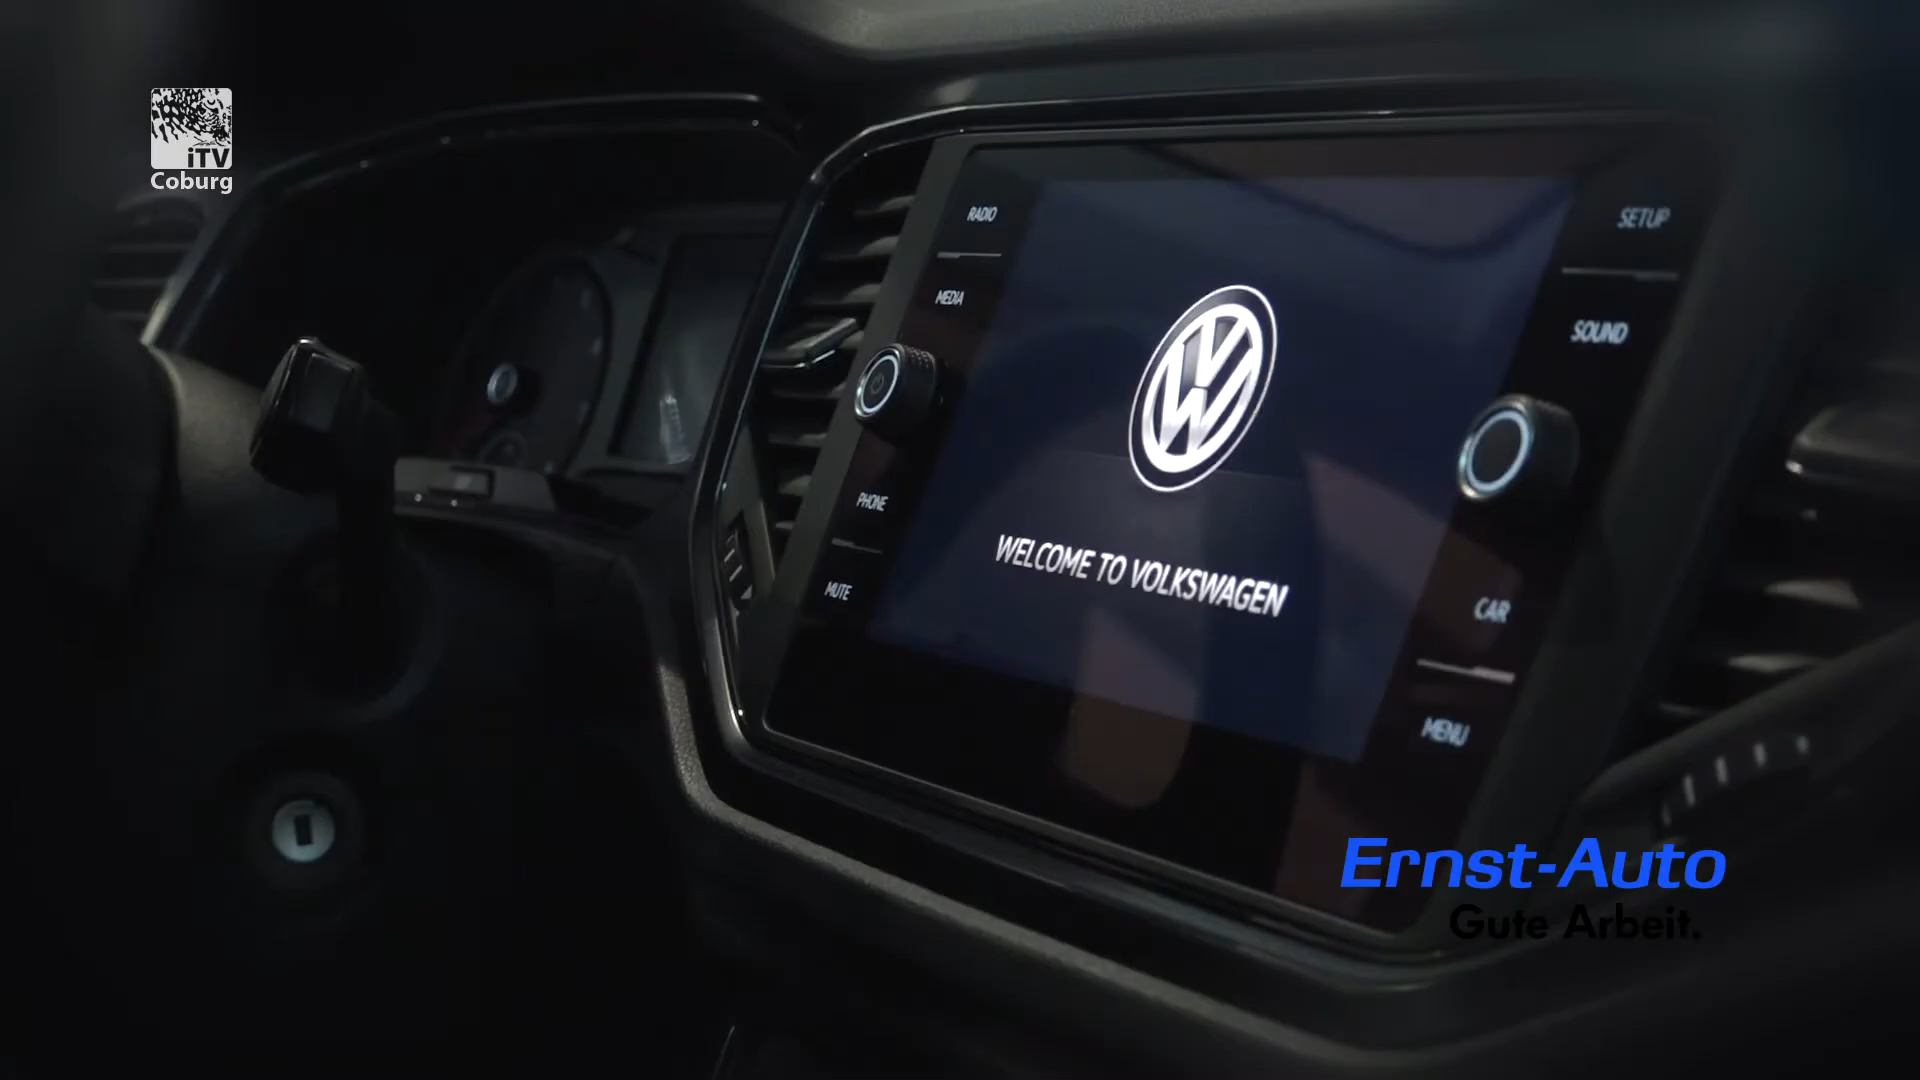 iTV
Coburg
RADIO
MEDIA
PHONE
MUTE
WELCOME TO VOLKSWAGEN
SETUP
SOUND
CAR
MENU
Ernst-Auto
Gute Arbeit.